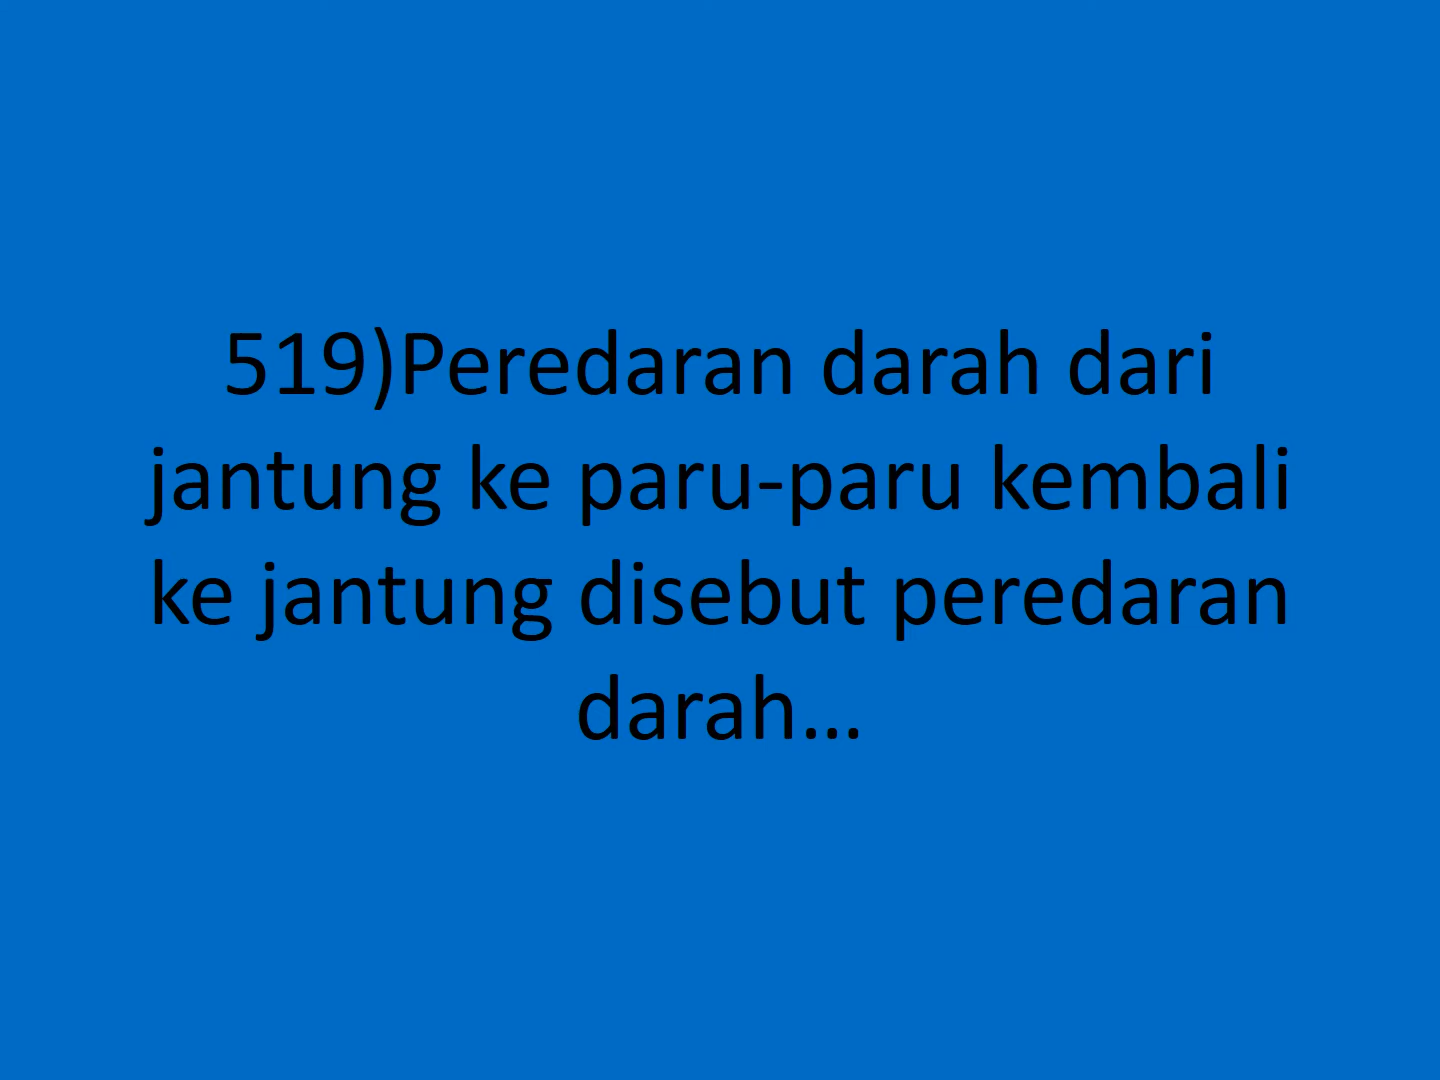 519)Peredaran darah dari
jantung ke paru-paru kembali
ke jantung disebut peredaran
darah...